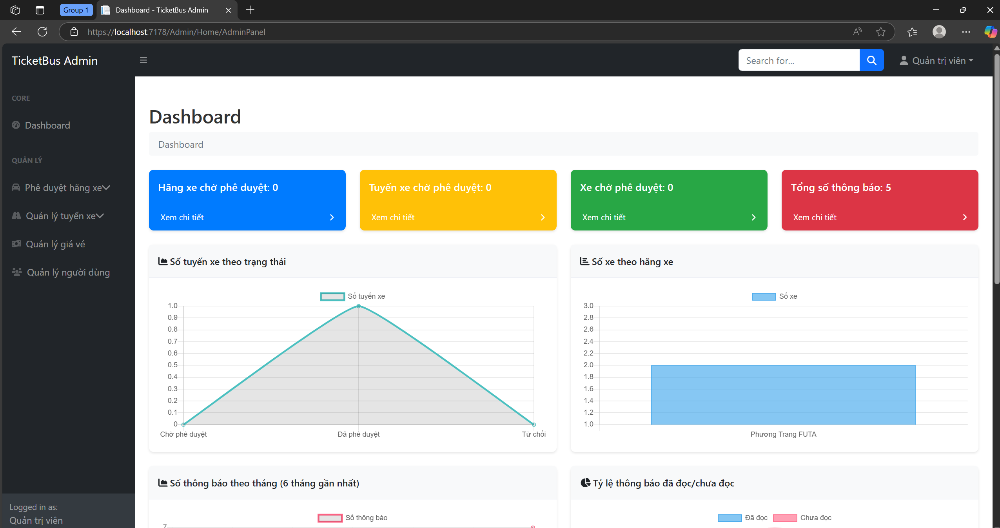 Group 1
Dashboard - TicketBus Admin
https://localhost:7178/Admin/Home/AdminPanel
TicketBus Admin
Search for...
Quản trị viên
CORE
Dashboard
QUẢN LÝ
Phê duyệt hãng xe
Quản lý tuyến xe
Quản lý giá vé
Quản lý người dùng
Logged in as:
Quản trị viên
Dashboard
Dashboard
Hãng xe chờ phê duyệt: 0
Xem chi tiết
Tuyến xe chờ phê duyệt: 0
Xem chi tiết
Xe chờ phê duyệt: 0
Xem chi tiết
Tổng số thông báo: 5
Xem chi tiết
Số tuyến xe theo trạng thái
Số tuyến xe
1.0
0.9
0.8
0.7
0.6
0.5
0.4
0.3
0.2
0.1
0
Chờ phê duyệt
Đã phê duyệt
Từ chối
Số xe theo hãng xe
Số xe
3.0
2.8
2.6
2.4
2.2
2.0
1.8
1.6
1.4
1.2
1.0
Phương Trang FUTA
Số thông báo theo tháng (6 tháng gần nhất)
Số thông báo
7
Tỷ lệ thông báo đã đọc/chưa đọc
Đã đọc
Chưa đọc